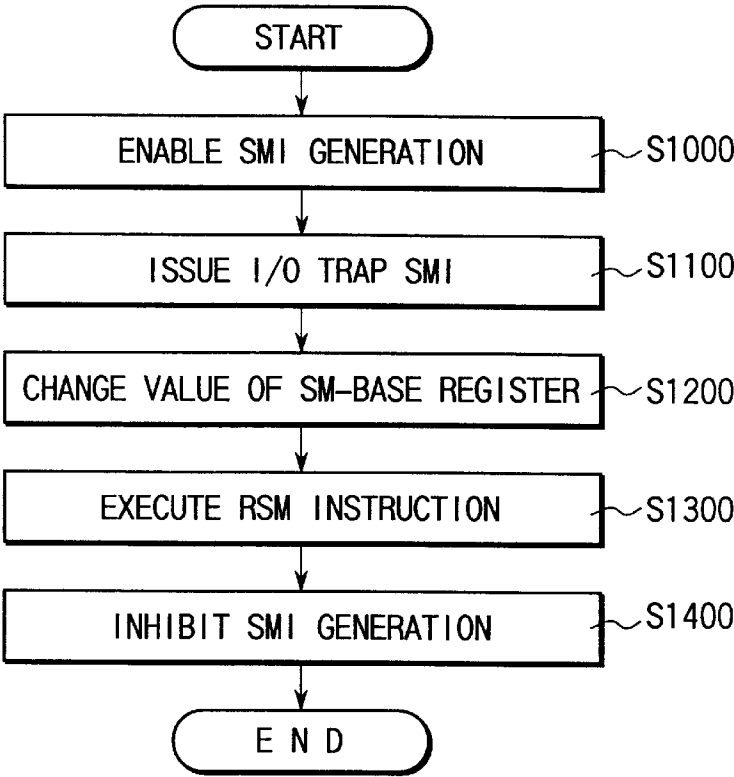 START
ENABLE SMI GENERATION S1000
ISSUE I/O TRAP SMI S1100
CHANGE VALUE OF SM-BASE REGISTER S1200
EXECUTE RSM INSTRUCTION S1300
INHIBIT SMI GENERATION S1400
END